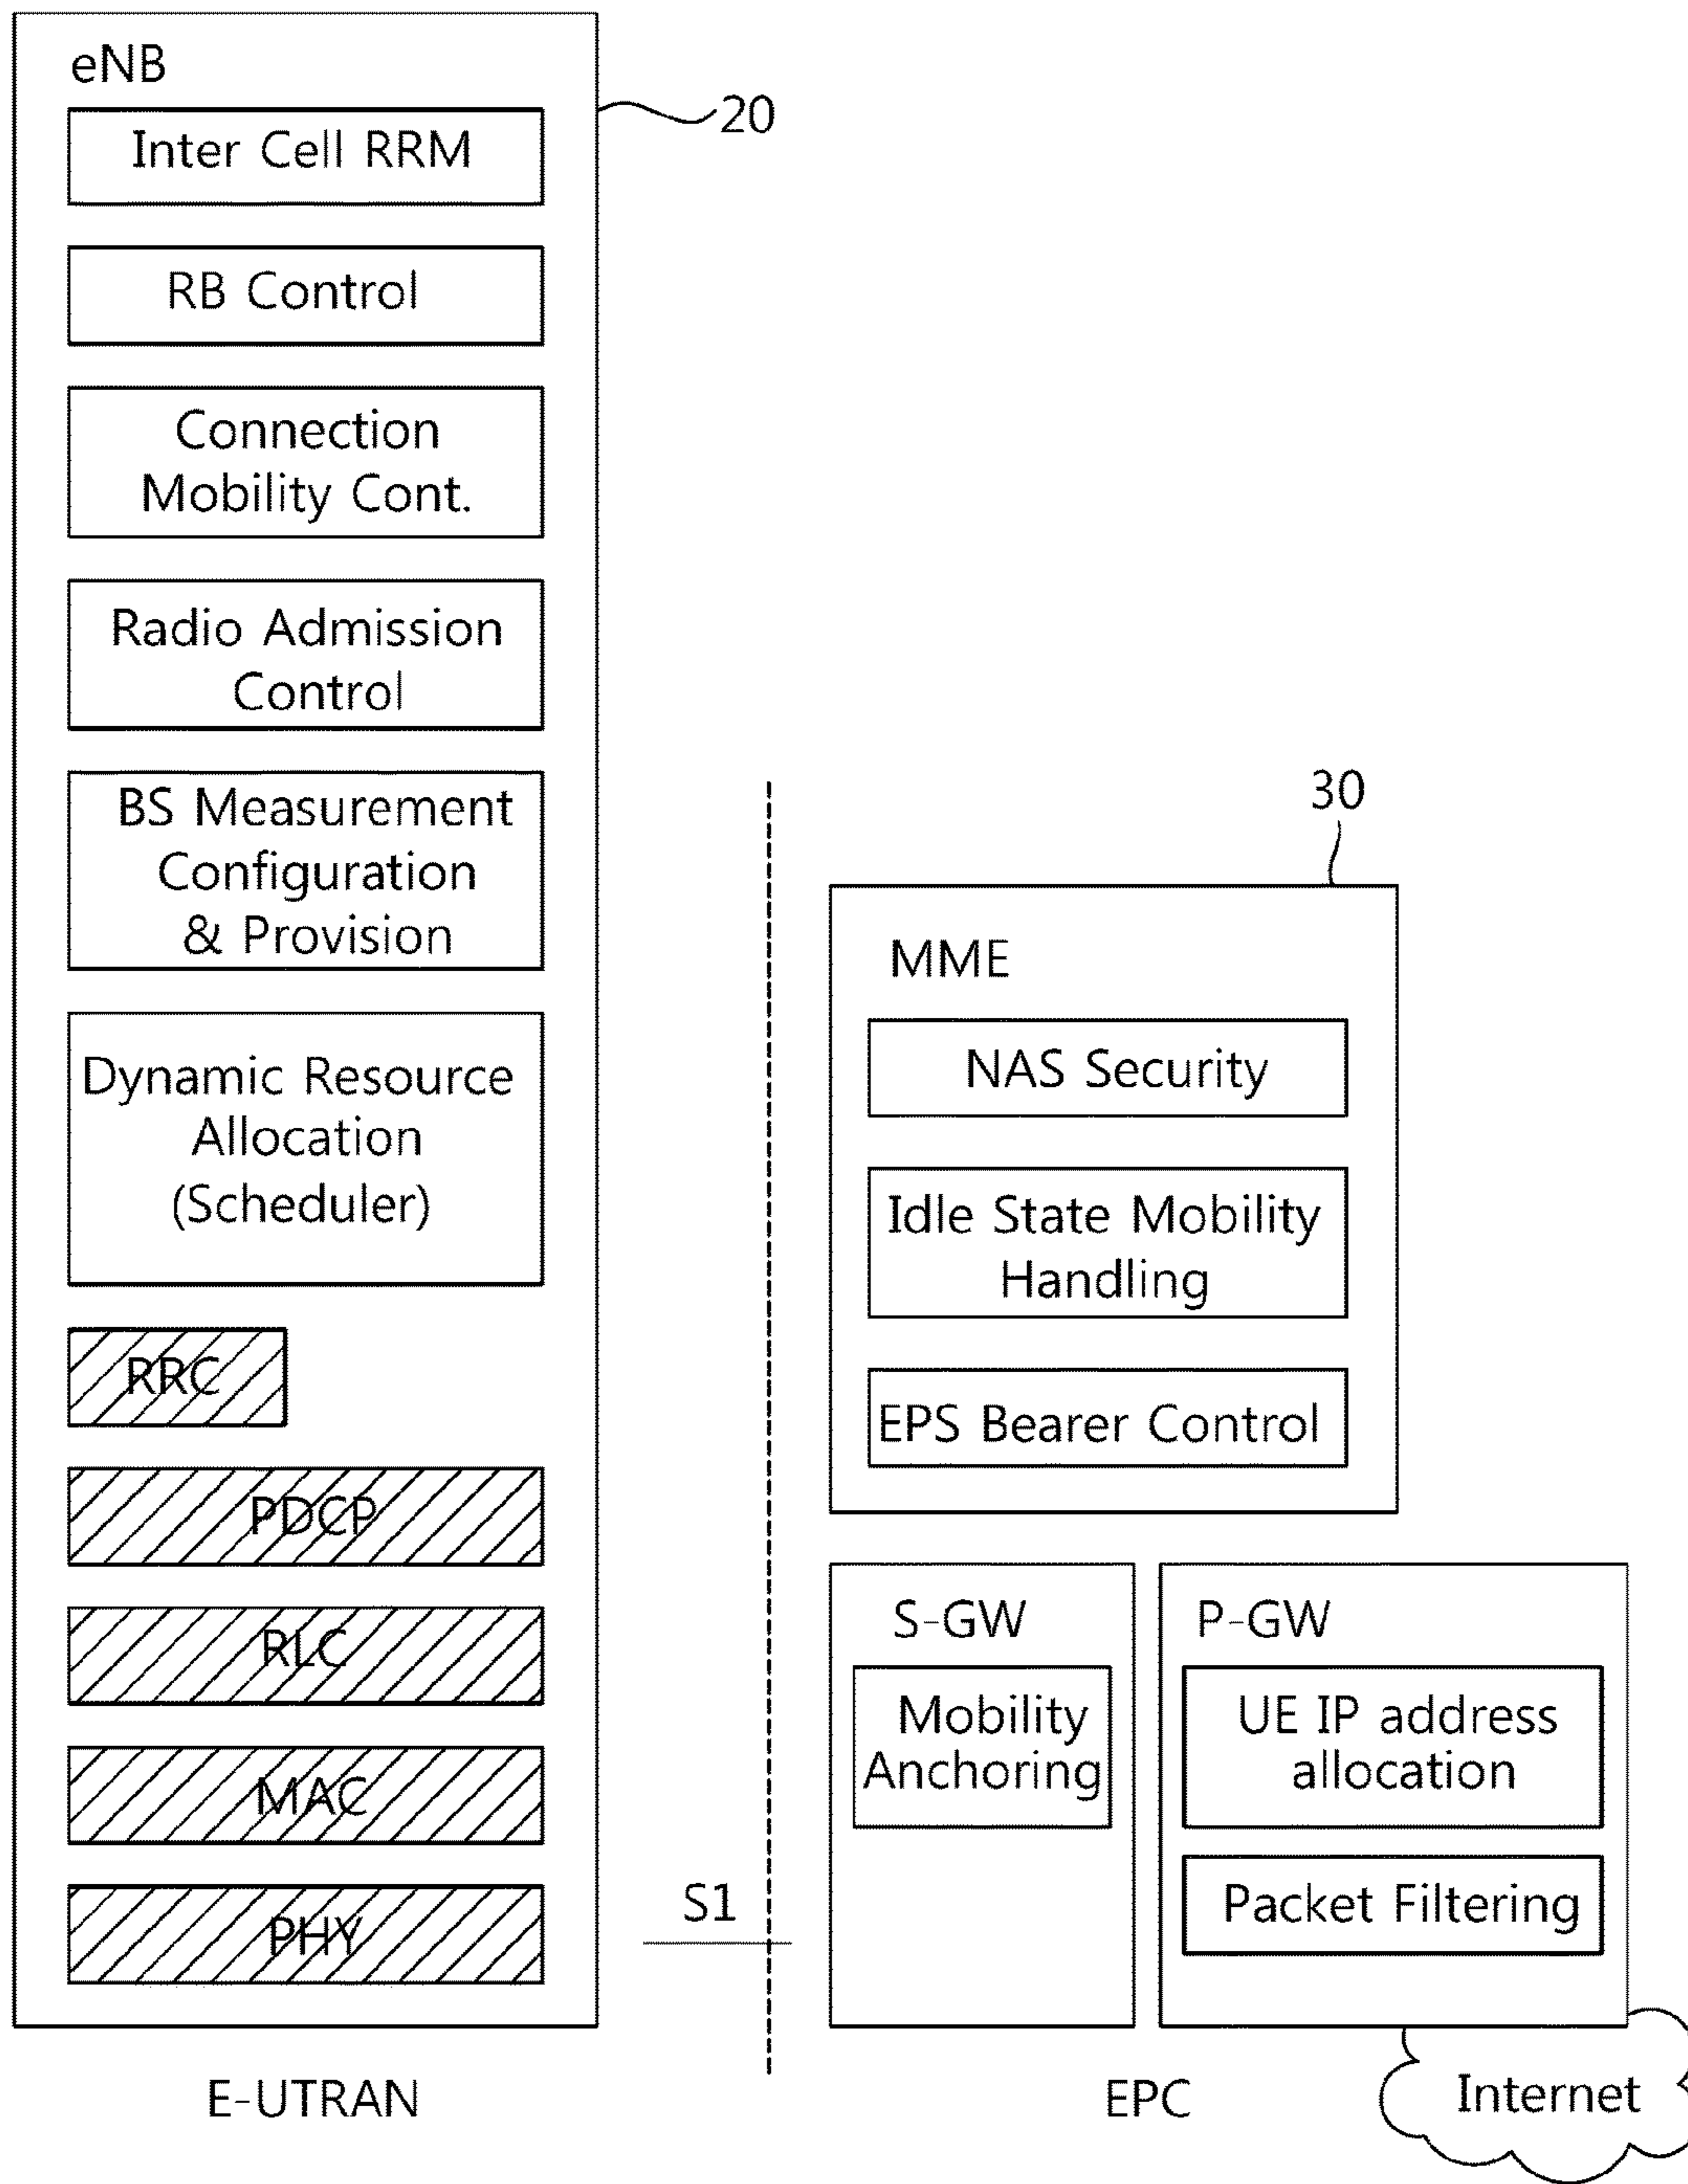 eNB
20
Inter Cell RRM
RB Control
Connection
Mobility Cont.
Radio Admission
Control
BS Measurement
Configuration
& Provision
Dynamic Resource
Allocation
(Scheduler)
RRC
PDCP
RLC
MAC
PHY
E-UTRAN
S1
30
MME
NAS Security
Idle State Mobility
Handling
EPS Bearer Control
S-GW
Mobility
Anchoring
P-GW
UE IP address
allocation
Packet Filtering
EPC
Internet